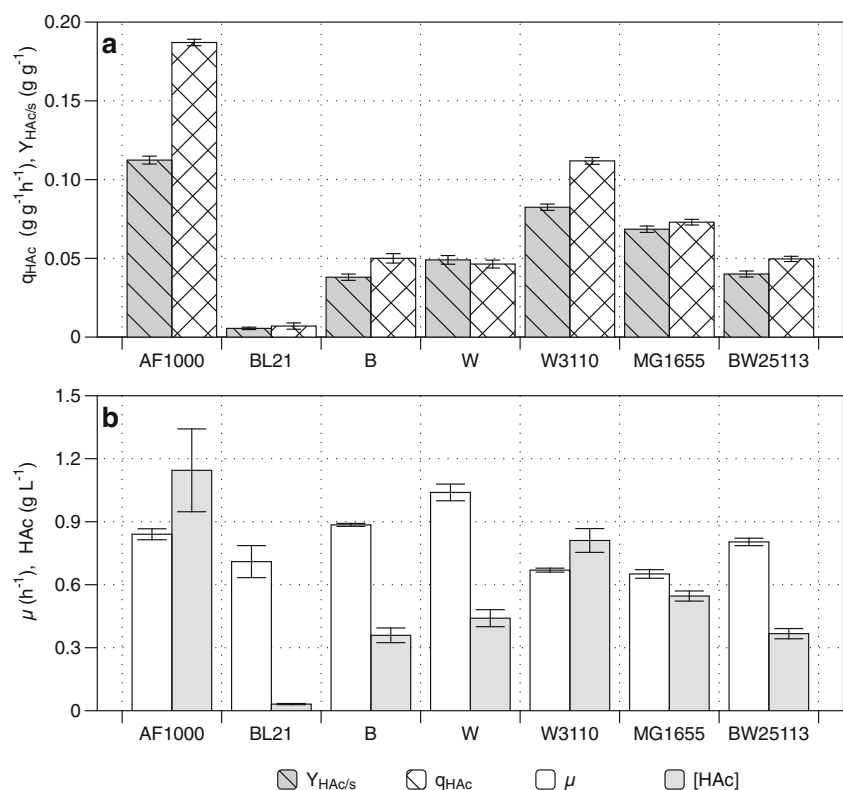 a
0.20
0.15
0.10
0.05
0
qHAc (g g⁻¹h⁻¹), YHAc/s (g g⁻¹)
AF1000 BL21 B W W3110 MG1655 BW25113
b
1.5
1.2
0.9
0.6
0.3
0
µ (h⁻¹), HAc (g L⁻¹)
AF1000 BL21 B W W3110 MG1655 BW25113
YHAc/s qHAc µ [HAc]